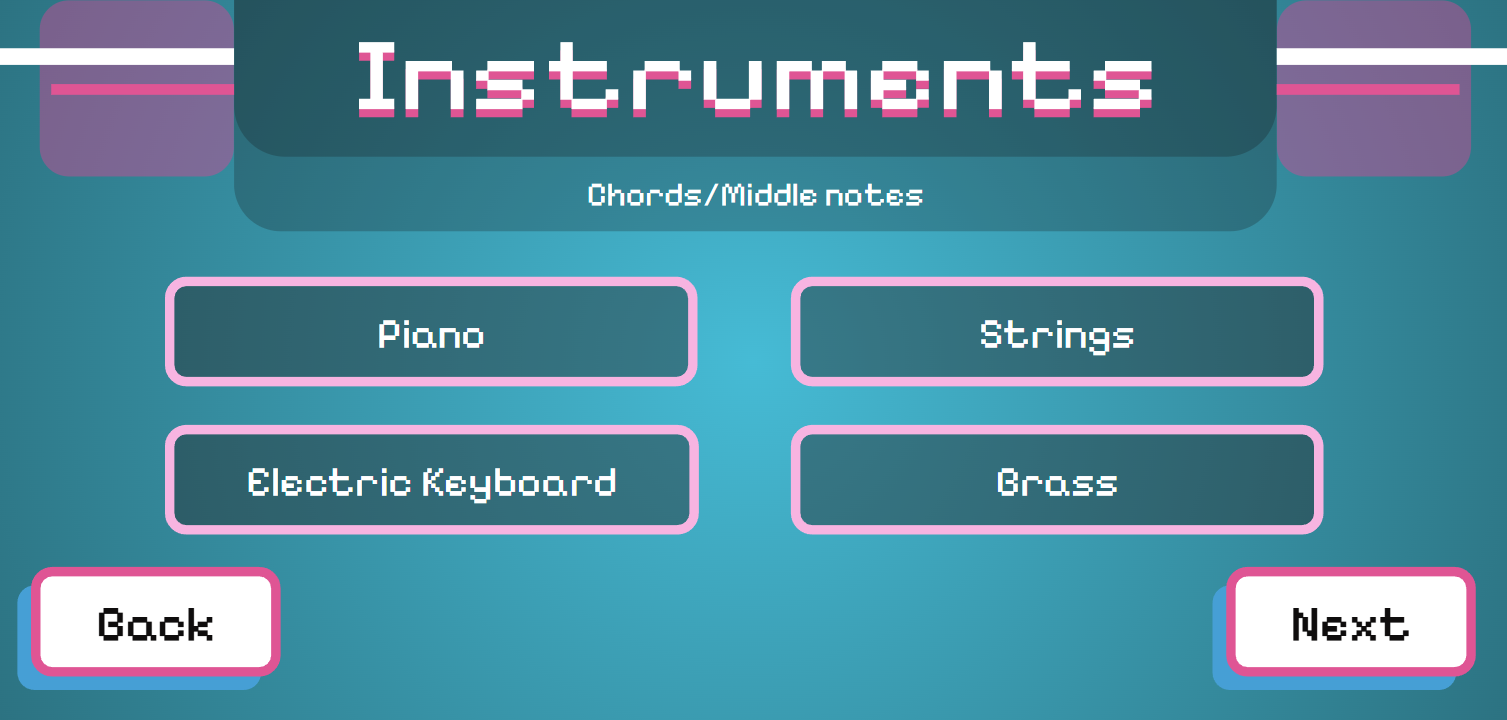 Instruments
Chords/Middle notes
Piano
Strings
Electric Keyboard
Brass
Back
Next